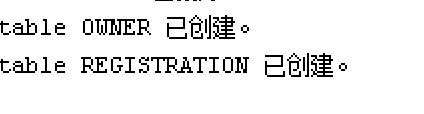 table OWNER 已创建。
table REGISTRATION 已创建。